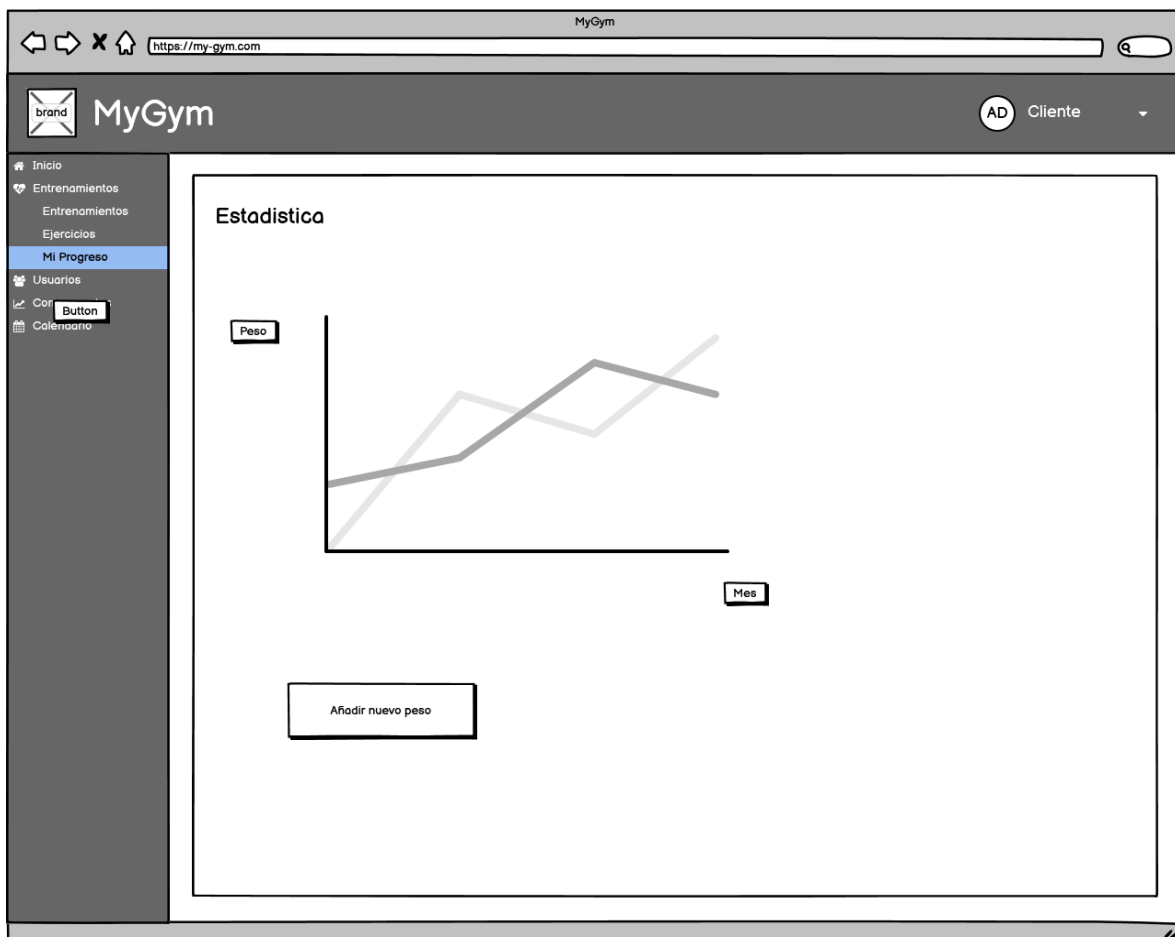 MyGym
https://my-gym.com
brand
MyGym
AD
Cliente
Inicio
Entrenamientos
Entrenamientos
Ejercicios
Mi Progreso
Usuarios
Button
Calendario
Estadistica
Peso
Mes
Añadir nuevo peso